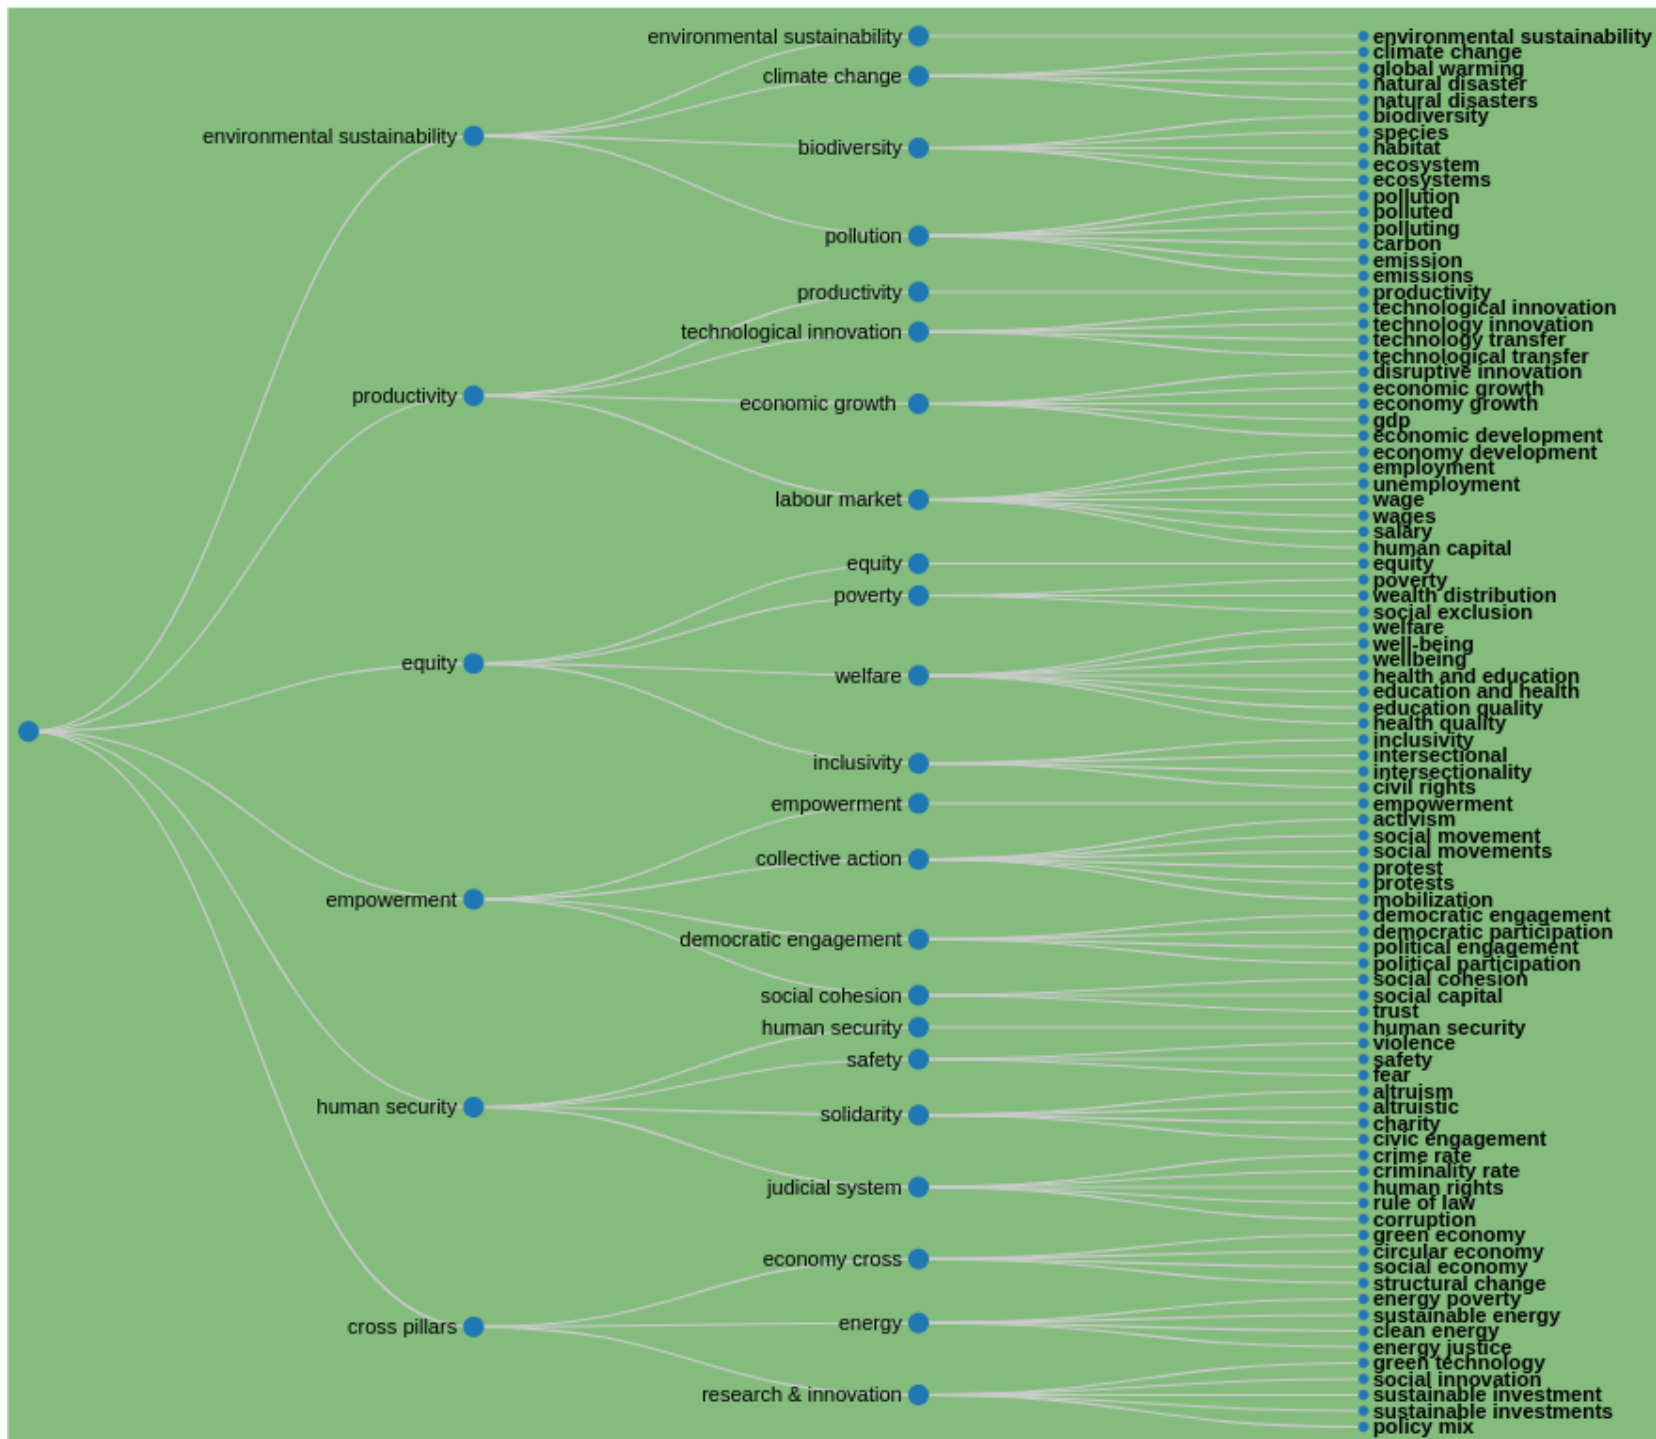 environmental sustainability
environmental sustainability
environmental sustainability
climate change
climate change
global warming
natural disaster
natural disasters
biodiversity
biodiversity
species
habitat
ecosystem
ecosystems
pollution
pollution
polluted
polluting
carbon
emission
emissions
productivity
productivity
productivity
technological innovation
technological innovation
technology innovation
technology transfer
technological transfer
economic growth
disruptive innovation
economic growth
economy growth
gdp
economic development
labour market
economy development
employment
unemployment
wage
wages
salary
human capital
equity
equity
equity
poverty
poverty
wealth distribution
social exclusion
welfare
welfare
well-being
wellbeing
health and education
education and health
education quality
health quality
inclusivity
inclusivity
intersectional
intersectionality
civil rights
empowerment
empowerment
empowerment
collective action
activism
social movement
social movements
protest
protests
mobilization
democratic engagement
democratic engagement
democratic participation
political engagement
political participation
social cohesion
social cohesion
social capital
trust
human security
human security
human security
safety
violence
safety
fear
solidarity
altruism
altruistic
charity
civic engagement
judicial system
crime rate
criminality rate
human rights
rule of law
corruption
cross pillars
economy cross
green economy
circular economy
social economy
structural change
energy
energy poverty
sustainable energy
clean energy
energy justice
research & innovation
green technology
social innovation
sustainable investment
sustainable investments
policy mix